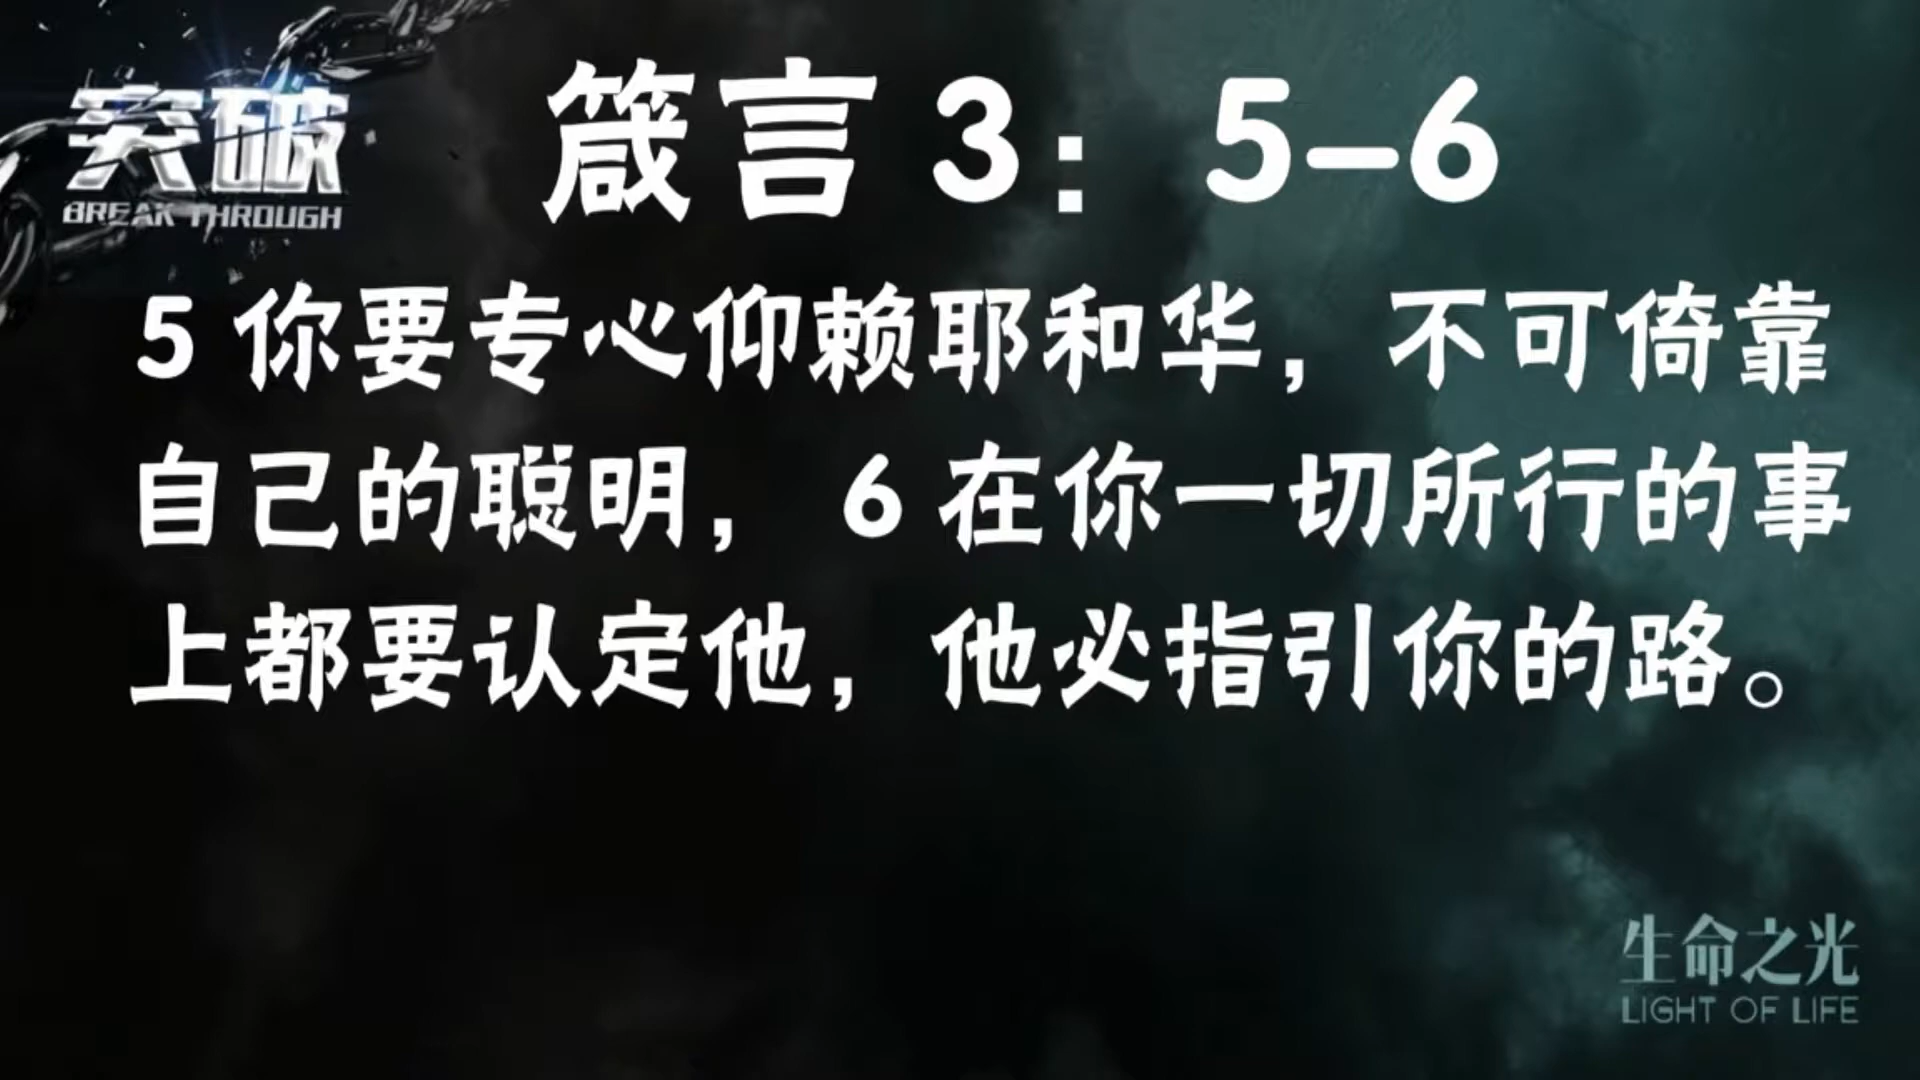 突破
BREAK THROUGH
箴言 3：5-6
5 你要专心仰赖耶和华，不可倚靠
自己的聪明， 6 在你一切所行的事
上都要认定他，他必指引你的路。
生命之光
LIGHT OF LIFE